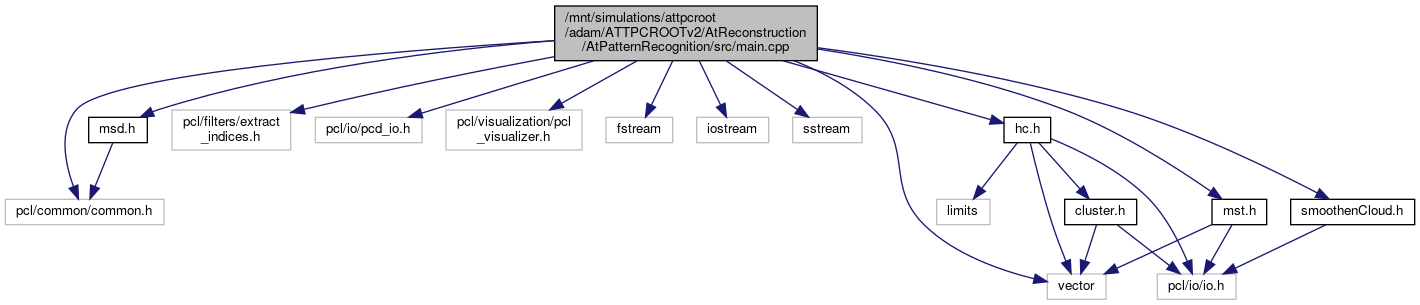 /mnt/simulations/attpcroot
/adam/ATTPCROOTv2/AtReconstruction
/AtPatternRecognition/src/main.cpp
msd.h
pcl/filters/extract
_indices.h
pcl/io/pcd_io.h
pcl/visualization/pcl
_visualizer.h
fstream
iostream
sstream
hc.h
pcl/common/common.h
limits
cluster.h
mst.h
smoothenCloud.h
vector
pcl/io/io.h